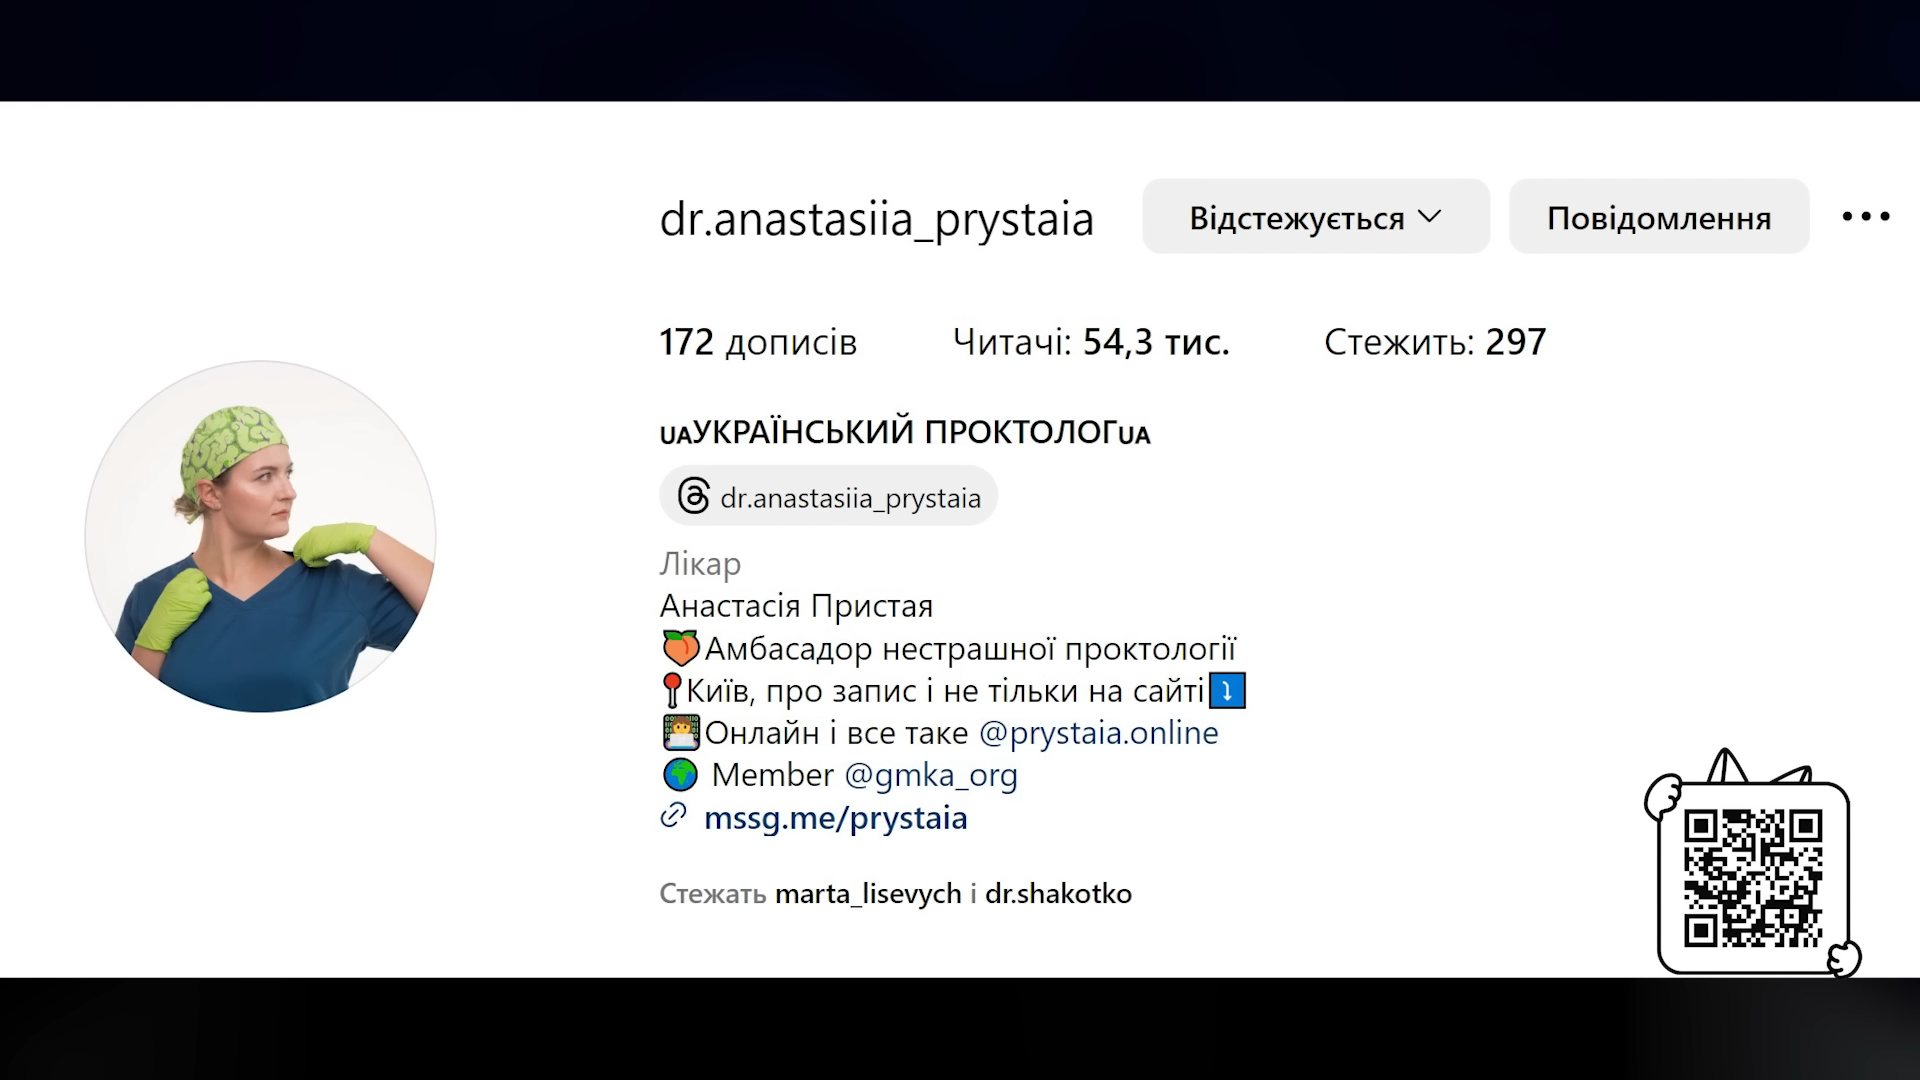 dr.anastasiia_prystaia Відстежується Повідомлення
172 дописів Читачі: 54,3 тис. Стежить: 297
UAУКРАЇНСЬКИЙ ПРОКТОЛОГUA
dr.anastasiia_prystaia
Лікар
Анастасія Пристая
🍑Амбасадор нестрашної проктології
📍Київ, про запис і не тільки на сайті⤵️
👨‍💻Онлайн і все таке @prystaia.online
🌍 Member @gmka_org
mssg.me/prystaia
Стежать marta_lisevych і dr.shakotko